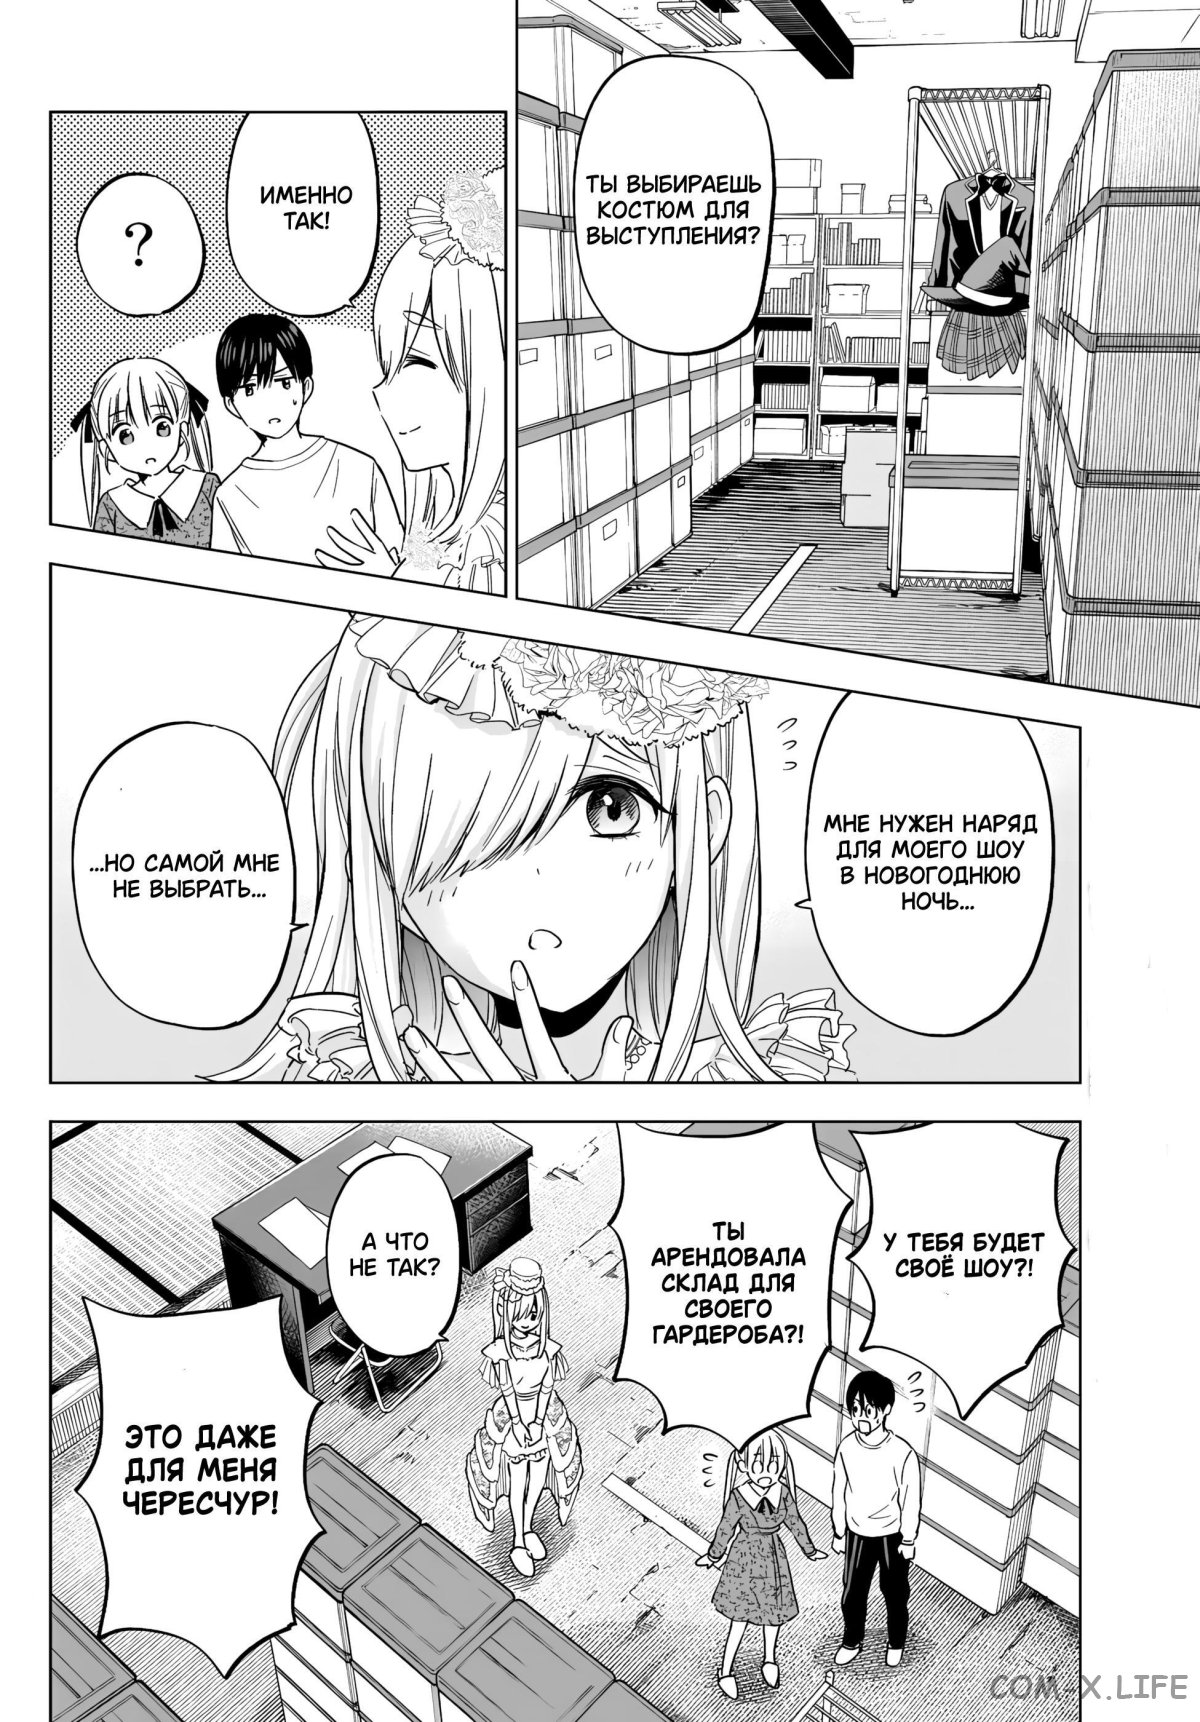 ТЫ ВЫБИРАЕШЬ
КОСТЮМ ДЛЯ
ВЫСТУПЛЕНИЯ?
ИМЕННО
ТАК!
?
МНЕ НУЖЕН НАРЯД
ДЛЯ МОЕГО ШОУ
В НОВОГОДНЮЮ
НОЧЬ...
...НО САМОЙ МНЕ
НЕ ВЫБРАТЬ...
У ТЕБЯ БУДЕТ
СВОЁ ШОУ?!
ТЫ
АРЕНДОВАЛА
СКЛАД ДЛЯ
СВОЕГО
ГАРДЕРОБА?!
А ЧТО
НЕ ТАК?
ЭТО ДАЖЕ
ДЛЯ МЕНЯ
ЧЕРЕСЧУР!
COM-X.LIFE